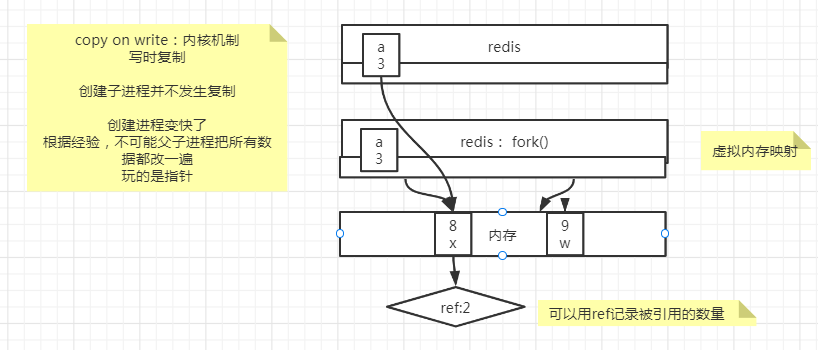 copy on write：内核机制
写时复制
创建子进程并不发生复制
创建进程变快了
根据经验，不可能父子进程把所有数
据都改一遍
玩的是指针
a
3
redis
a
3
redis： fork()
虚拟内存映射
8
x
内存
9
w
ref:2
可以用ref记录被引用的数量